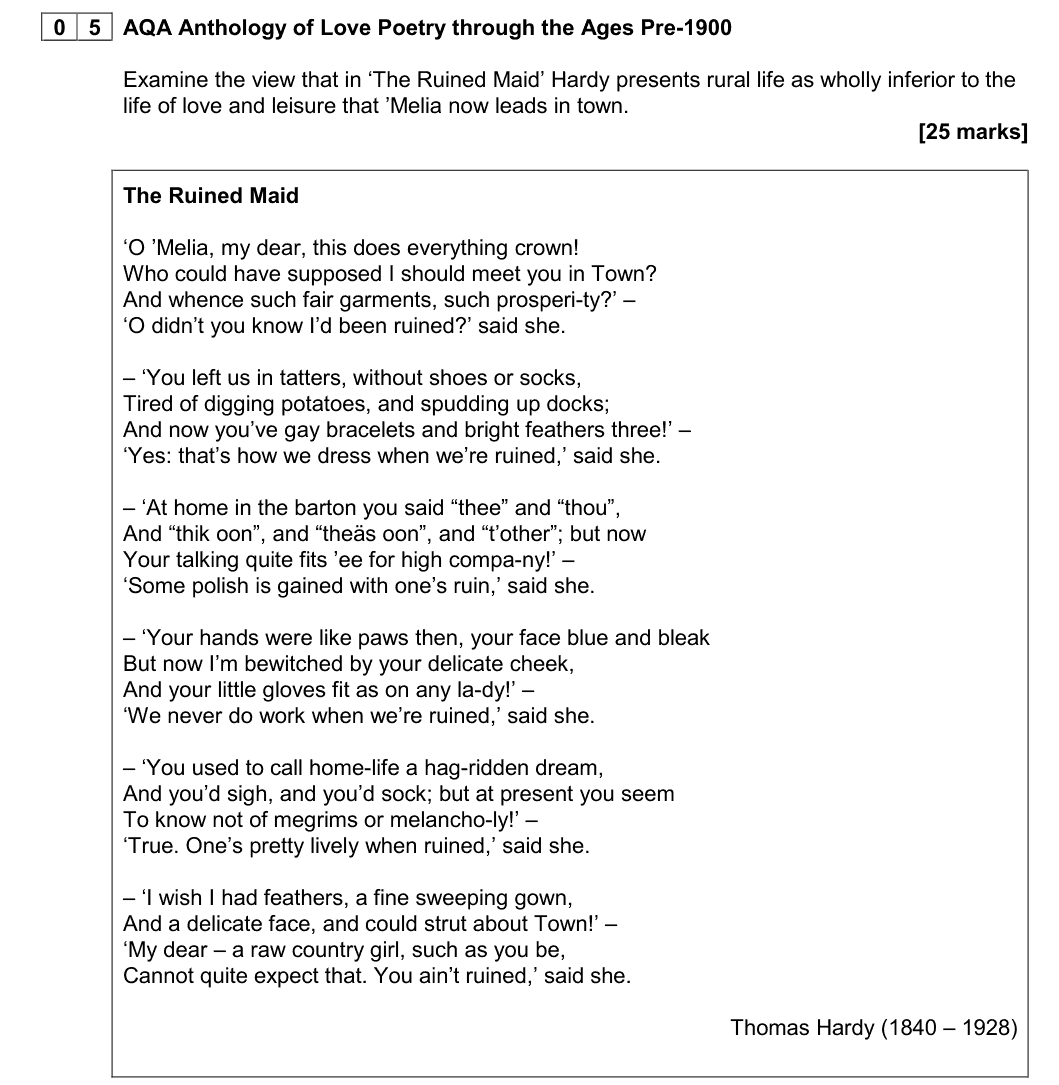 0 5 AQA Anthology of Love Poetry through the Ages Pre-1900
Examine the view that in ‘The Ruined Maid’ Hardy presents rural life as wholly inferior to the
life of love and leisure that ’Melia now leads in town.
[25 marks]
The Ruined Maid
‘O ’Melia, my dear, this does everything crown!
Who could have supposed I should meet you in Town?
And whence such fair garments, such prosperi-ty?’ –
‘O didn’t you know I’d been ruined?’ said she.
– ‘You left us in tatters, without shoes or socks,
Tired of digging potatoes, and spudding up docks;
And now you’ve gay bracelets and bright feathers three!’ –
‘Yes: that’s how we dress when we’re ruined,’ said she.
– ‘At home in the barton you said “thee” and “thou”,
And “thik oon”, and “theäs oon”, and “t’other”; but now
Your talking quite fits ’ee for high compa-ny!’ –
‘Some polish is gained with one’s ruin,’ said she.
– ‘Your hands were like paws then, your face blue and bleak
But now I’m bewitched by your delicate cheek,
And your little gloves fit as on any la-dy!’ –
‘We never do work when we’re ruined,’ said she.
– ‘You used to call home-life a hag-ridden dream,
And you’d sigh, and you’d sock; but at present you seem
To know not of megrims or melancho-ly!’ –
‘True. One’s pretty lively when ruined,’ said she.
– ‘I wish I had feathers, a fine sweeping gown,
And a delicate face, and could strut about Town!’ –
‘My dear – a raw country girl, such as you be,
Cannot quite expect that. You ain’t ruined,’ said she.
Thomas Hardy (1840 – 1928)